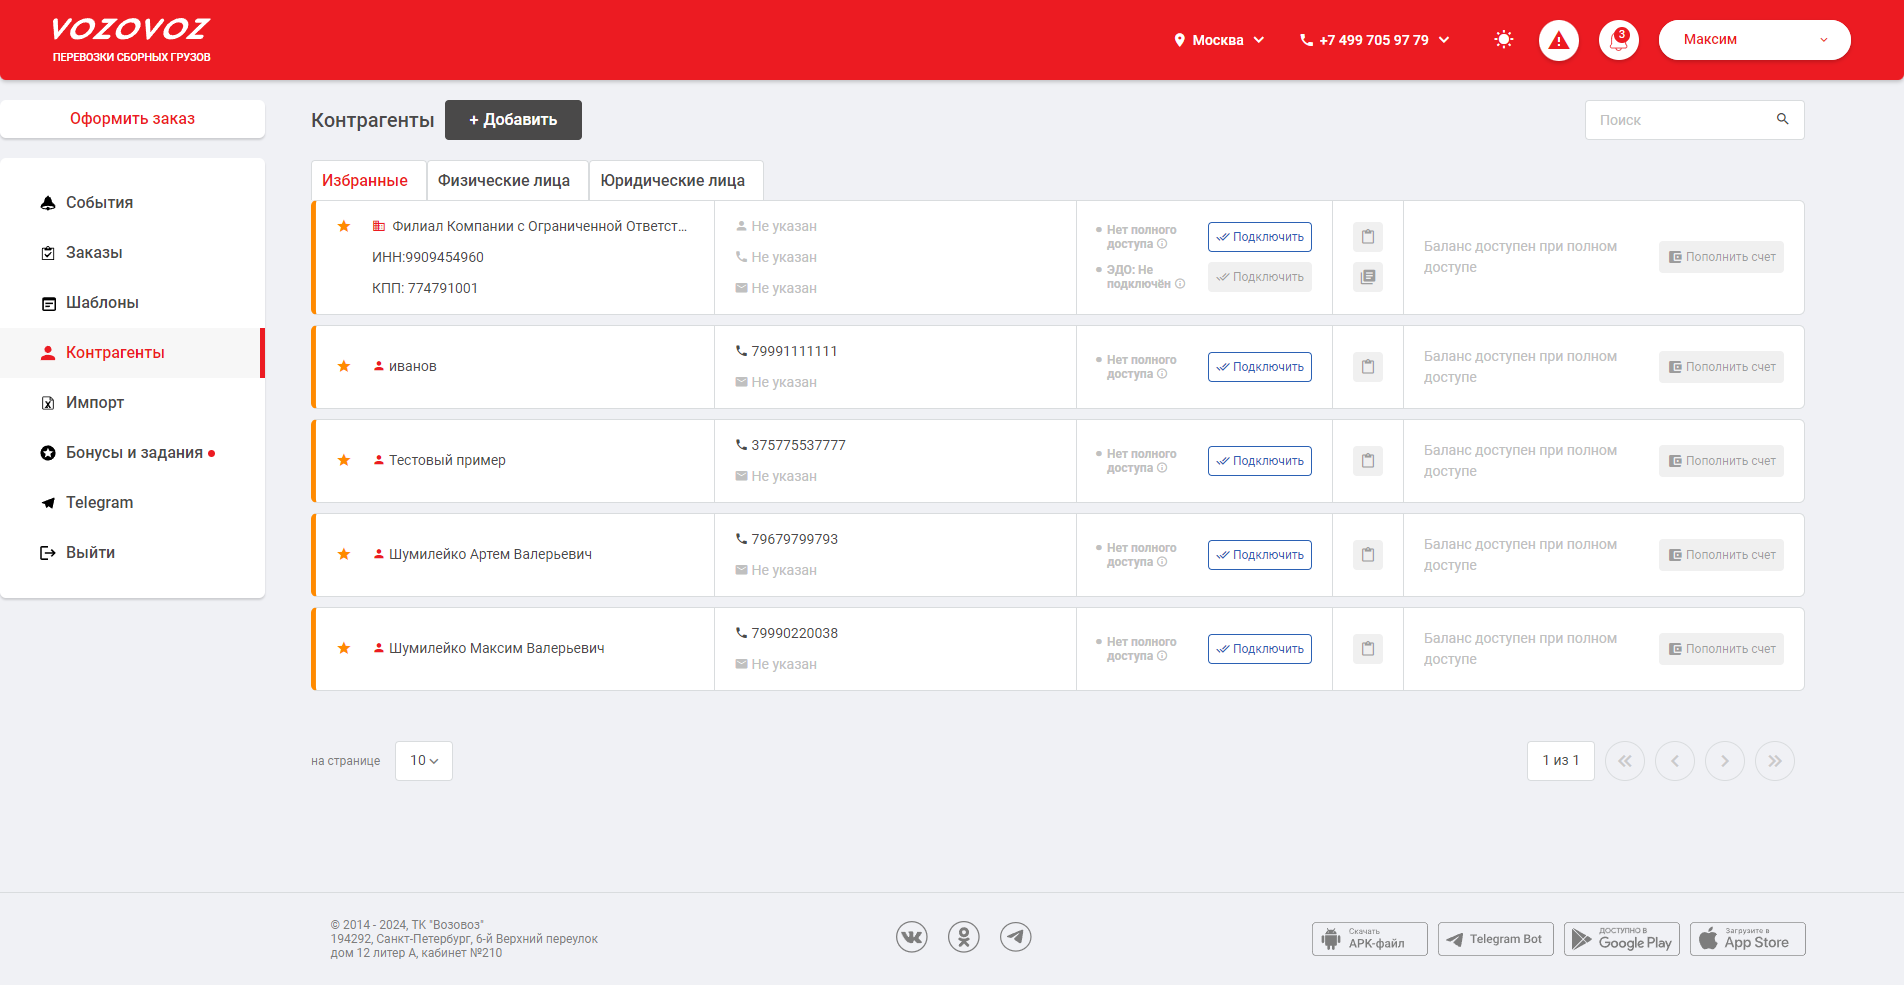 VOZOVOZ
ПЕРЕВОЗКИ СБОРНЫХ ГРУЗОВ
Москва
+7 499 705 97 79
3
Максим
Оформить заказ
События
Заказы
Шаблоны
Контрагенты
Импорт
Бонусы и задания
Telegram
Выйти
Контрагенты
+ Добавить
Поиск
Избранные
Физические лица
Юридические лица
Филиал Компании с Ограниченной Ответст...
ИНН:9909454960
КПП: 774791001
Не указан
Не указан
Не указан
Нет полного
доступа
Подключить
ЭДО: Не
подключён
Подключить
Баланс доступен при полном
доступе
Пополнить счет
иванов
79991111111
Не указан
Нет полного
доступа
Подключить
Баланс доступен при полном
доступе
Пополнить счет
Тестовый пример
375775537777
Не указан
Нет полного
доступа
Подключить
Баланс доступен при полном
доступе
Пополнить счет
Шумилейко Артем Валерьевич
79679799793
Не указан
Нет полного
доступа
Подключить
Баланс доступен при полном
доступе
Пополнить счет
Шумилейко Максим Валерьевич
79990220038
Не указан
Нет полного
доступа
Подключить
Баланс доступен при полном
доступе
Пополнить счет
на странице
10
1 из 1
© 2014 - 2024, ТК "Возовоз"
194292, Санкт-Петербург, 6-й Верхний переулок
дом 12 литер А, кабинет №210
Скачать
APK-файл
Telegram Bot
ДОСТУПНО В
Google Play
Загрузите в
App Store